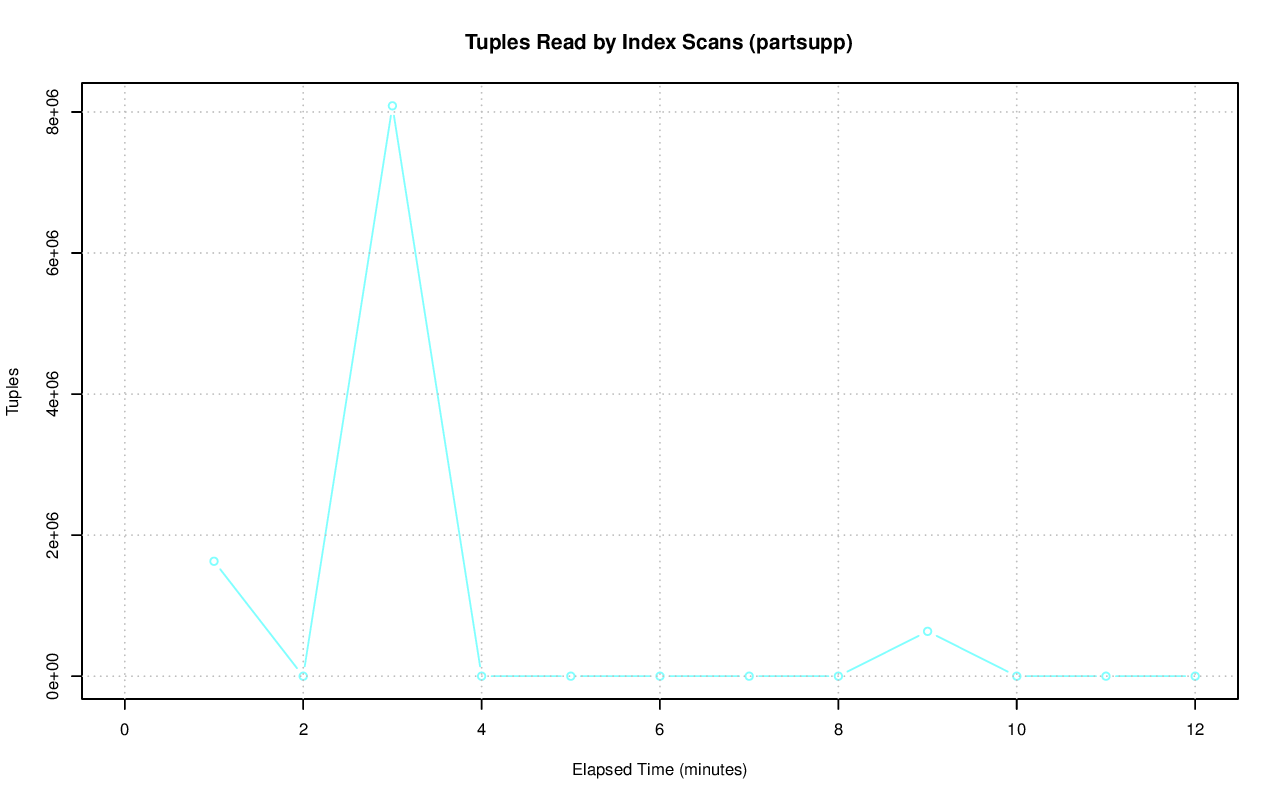 Tuples Read by Index Scans (partsupp)
8e+06
6e+06
4e+06
2e+06
0e+00
Tuples
0 2 4 6 8 10 12
Elapsed Time (minutes)